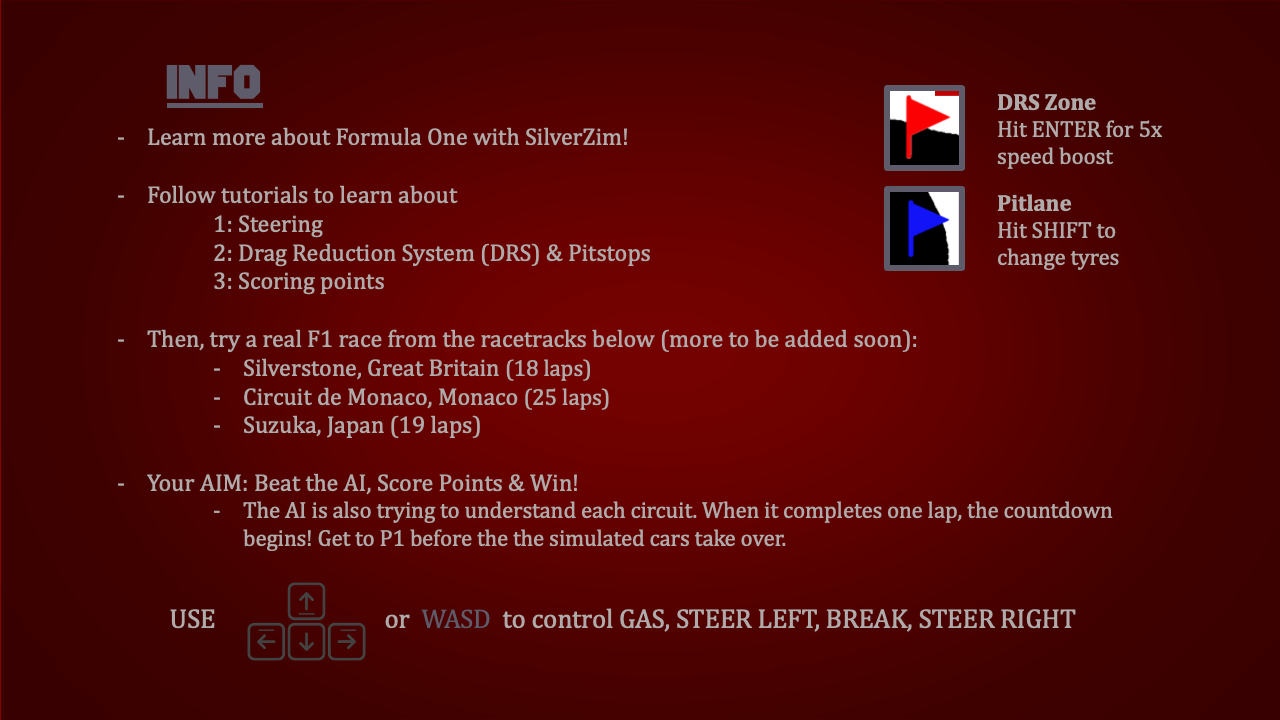 INFO
- Learn more about Formula One with SilverZim!
- Follow tutorials to learn about
1: Steering
2: Drag Reduction System (DRS) & Pitstops
3: Scoring points
- Then, try a real F1 race from the racetracks below (more to be added soon):
- Silverstone, Great Britain (18 laps)
- Circuit de Monaco, Monaco (25 laps)
- Suzuka, Japan (19 laps)
- Your AIM: Beat the AI, Score Points & Win!
- The AI is also trying to understand each circuit. When it completes one lap, the countdown
begins! Get to P1 before the the simulated cars take over.
USE ↑ ← ↓ → or WASD to control GAS, STEER LEFT, BREAK, STEER RIGHT
DRS Zone
Hit ENTER for 5x
speed boost
Pitlane
Hit SHIFT to
change tyres